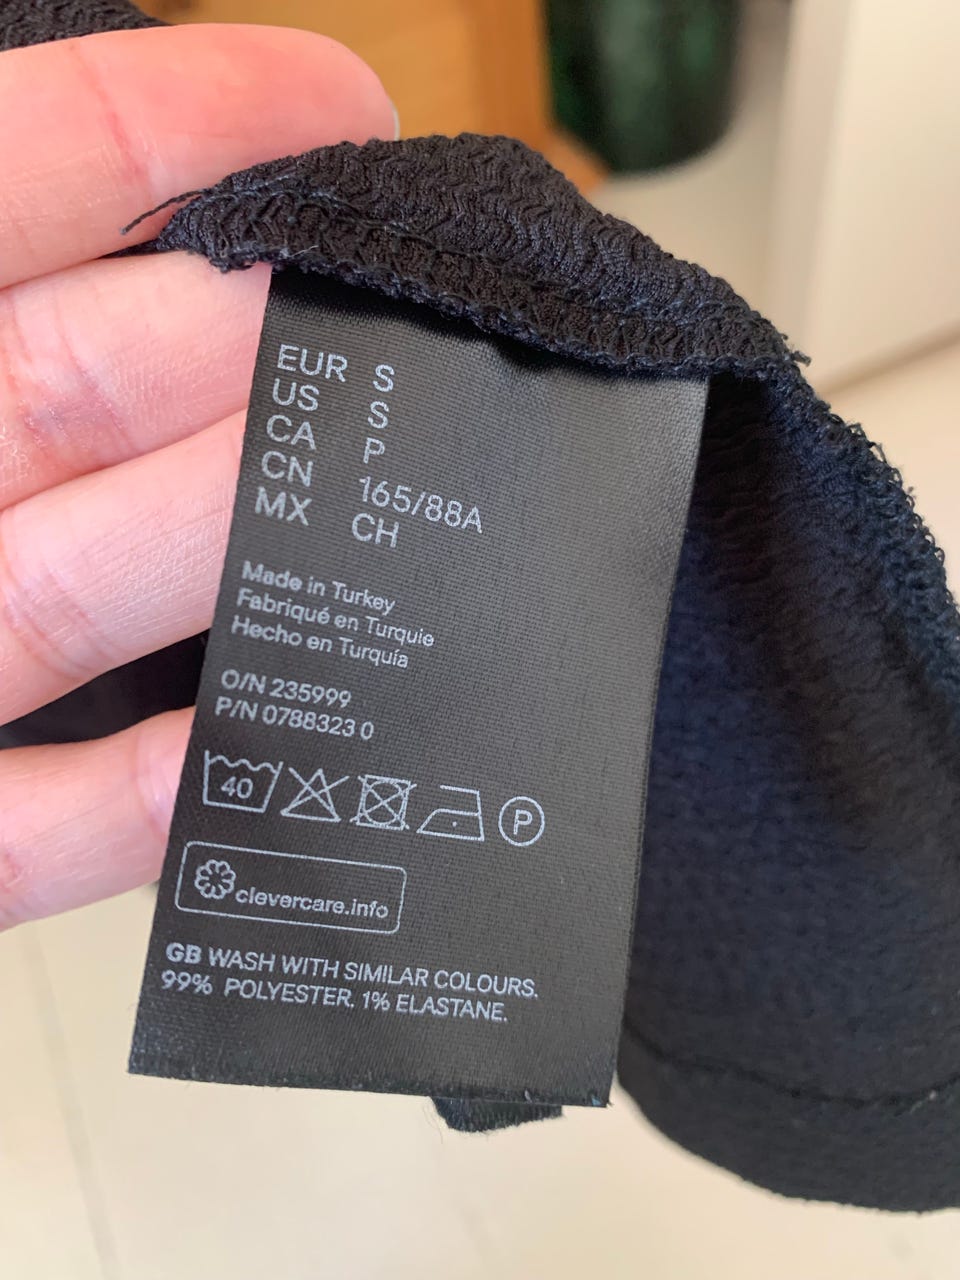 EUR S
US S
CA P
CN 165/88A
MX CH
Made in Turkey
Fabriqué en Turquie
Hecho en Turquía
O/N 235999
P/N 0788323 0
40
P
clevercare.info
GB WASH WITH SIMILAR COLOURS.
99% POLYESTER. 1% ELASTANE.